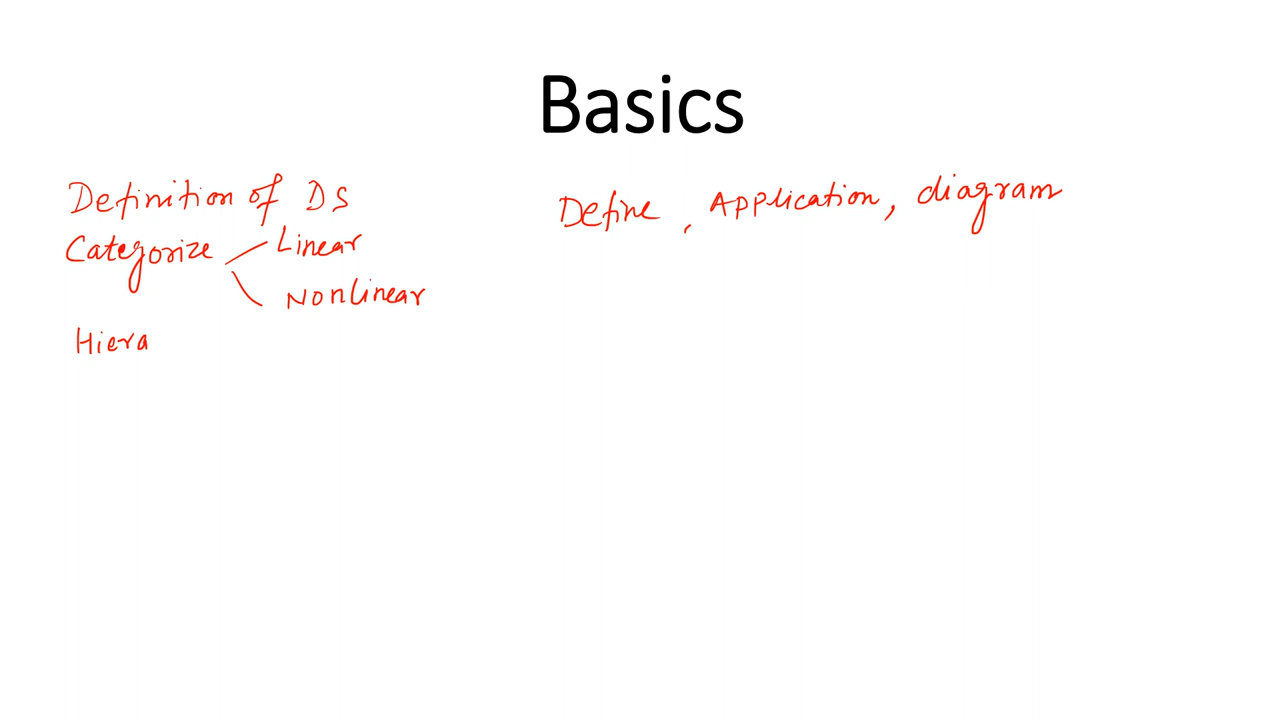 Basics
Definition of DS
Categorize Linear
Nonlinear
Hiera
Define, Application, diagram